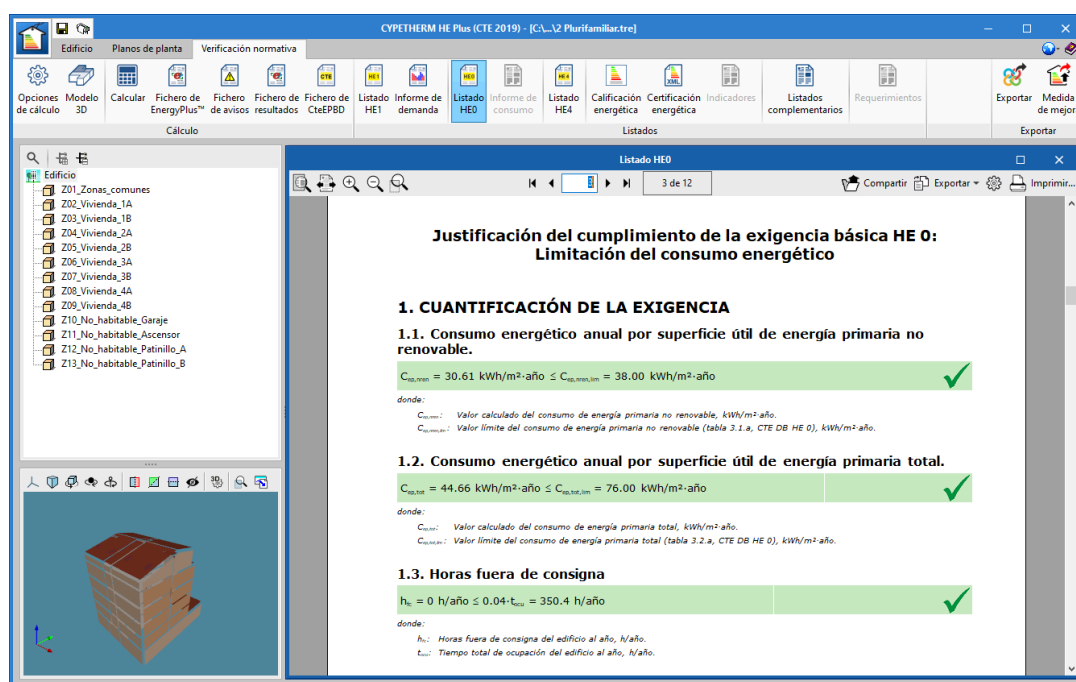 CYPETHERM HE Plus (CTE 2019) - [C:\...\2 Plurifamiliar.tre]
Edificio Planos de planta Verificación normativa
Opciones de cálculo
Modelo 3D
Calcular
Fichero de EnergyPlus™
Fichero de avisos
Fichero de resultados
Fichero de CteEPBD
Listado HE1
Informe de demanda
Listado HE0
Informe de consumo
Listado HE4
Calificación energética
Certificación energética
Indicadores
Listados complementarios
Requerimientos
Exportar
Medida de mejor
Cálculo Listados Exportar
Edificio
Z01_Zonas_comunes
Z02_Vivienda_1A
Z03_Vivienda_1B
Z04_Vivienda_2A
Z05_Vivienda_2B
Z06_Vivienda_3A
Z07_Vivienda_3B
Z08_Vivienda_4A
Z09_Vivienda_4B
Z10_No_habitable_Garaje
Z11_No_habitable_Ascensor
Z12_No_habitable_Patinillo_A
Z13_No_habitable_Patinillo_B
Listado HE0
3 3 de 12 Compartir Exportar Imprimir...
Justificación del cumplimiento de la exigencia básica HE 0:
Limitación del consumo energético
1. CUANTIFICACIÓN DE LA EXIGENCIA
1.1. Consumo energético anual por superficie útil de energía primaria no
renovable.
Cep,nren = 30.61 kWh/m²·año ≤ Cep,nren,lim = 38.00 kWh/m²·año
donde:
Cep,nren: Valor calculado del consumo de energía primaria no renovable, kWh/m²·año.
Cep,nren,lim: Valor límite del consumo de energía primaria no renovable (tabla 3.1.a, CTE DB HE 0), kWh/m²·año.
1.2. Consumo energético anual por superficie útil de energía primaria total.
Cep,tot = 44.66 kWh/m²·año ≤ Cep,tot,lim = 76.00 kWh/m²·año
donde:
Cep,tot: Valor calculado del consumo de energía primaria total, kWh/m²·año.
Cep,tot,lim: Valor límite del consumo de energía primaria total (tabla 3.2.a, CTE DB HE 0), kWh/m²·año.
1.3. Horas fuera de consigna
hfc = 0 h/año ≤ 0.04·tocu = 350.4 h/año
donde:
hfc: Horas fuera de consigna del edificio al año, h/año.
tocu: Tiempo total de ocupación del edificio al año, h/año.